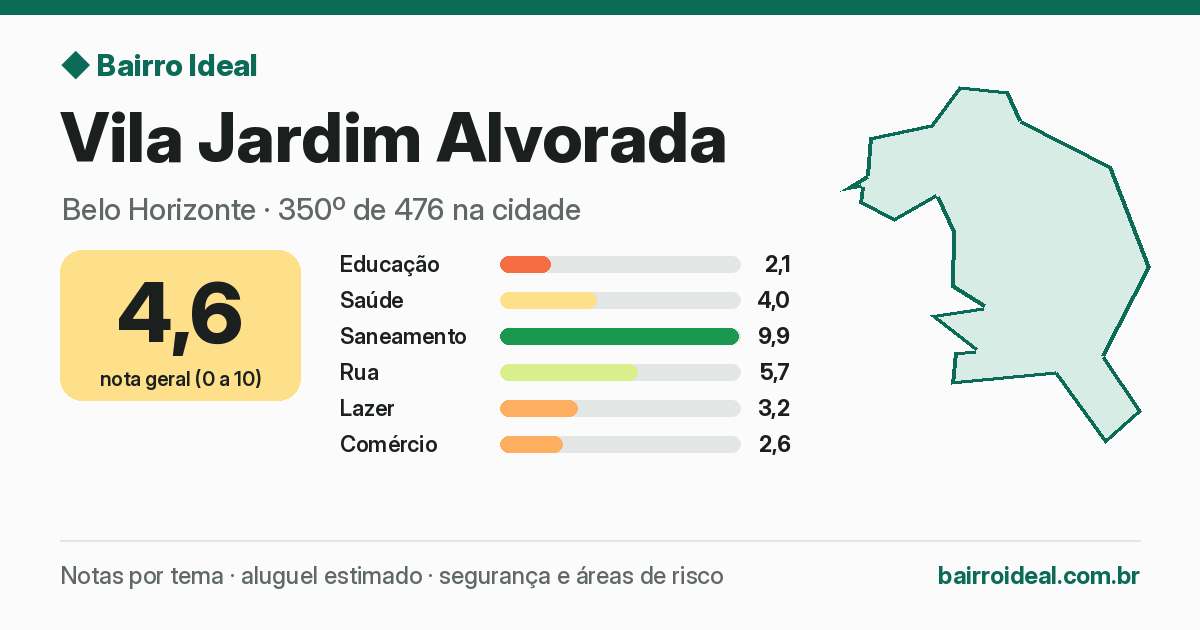 Bairro Ideal
Vila Jardim Alvorada
Belo Horizonte · 350º de 476 na cidade
4,6
nota geral (0 a 10)
Educação 2,1
Saúde 4,0
Saneamento 9,9
Rua 5,7
Lazer 3,2
Comércio 2,6
Notas por tema · aluguel estimado · segurança e áreas de risco
bairroideal.com.br